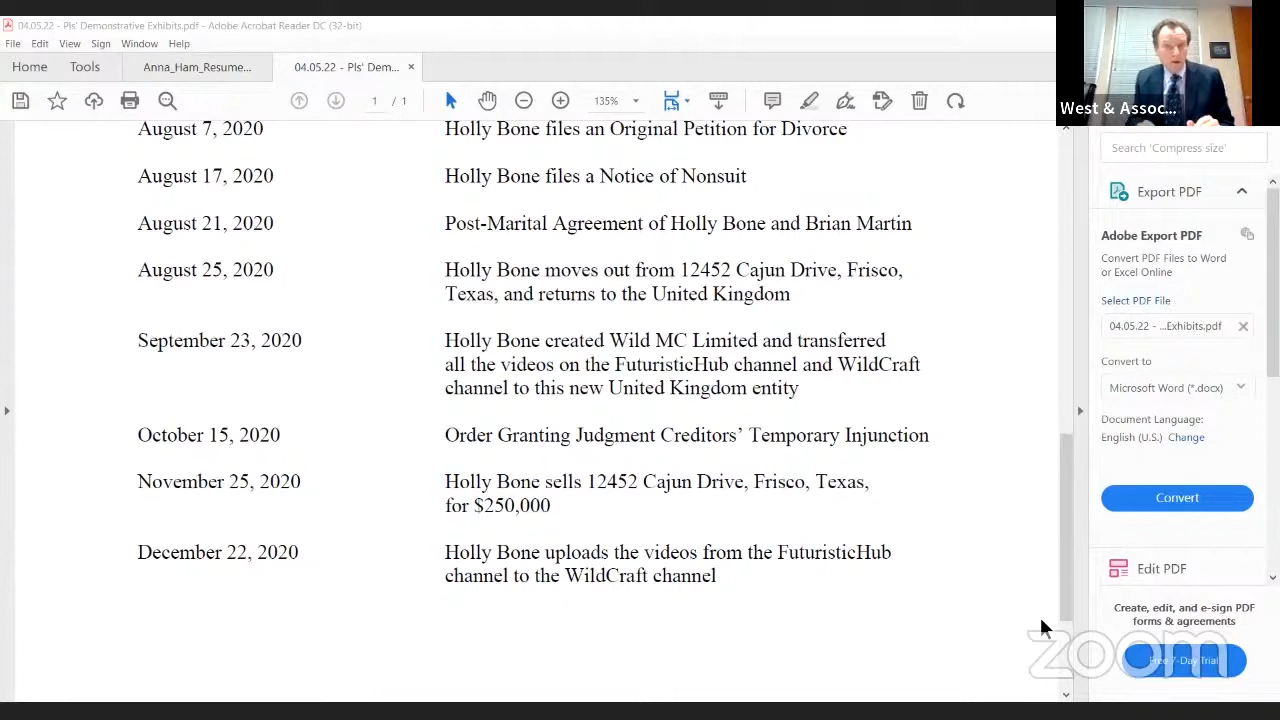 04.05.22 - Pls' Demonstrative Exhibits.pdf - Adobe Acrobat Reader DC (32-bit)
File Edit View Sign Window Help
Home Tools Anna_Ham_Resume... 04.05.22 - Pls' Dem... ×
1 / 1 135%
West & Assoc...
August 7, 2020 Holly Bone files an Original Petition for Divorce
August 17, 2020 Holly Bone files a Notice of Nonsuit
August 21, 2020 Post-Marital Agreement of Holly Bone and Brian Martin
August 25, 2020 Holly Bone moves out from 12452 Cajun Drive, Frisco,
Texas, and returns to the United Kingdom
September 23, 2020 Holly Bone created Wild MC Limited and transferred
all the videos on the FuturisticHub channel and WildCraft
channel to this new United Kingdom entity
October 15, 2020 Order Granting Judgment Creditors' Temporary Injunction
November 25, 2020 Holly Bone sells 12452 Cajun Drive, Frisco, Texas,
for $250,000
December 22, 2020 Holly Bone uploads the videos from the FuturisticHub
channel to the WildCraft channel
Search 'Compress size'
Export PDF
Adobe Export PDF
Convert PDF Files to Word
or Excel Online
Select PDF File
04.05.22 - ...Exhibits.pdf
Convert to
Microsoft Word (*.docx)
Document Language:
English (U.S.) Change
Convert
Edit PDF
Create, edit, and e-sign PDF
forms & agreements
Free 7-Day Trial
zoom